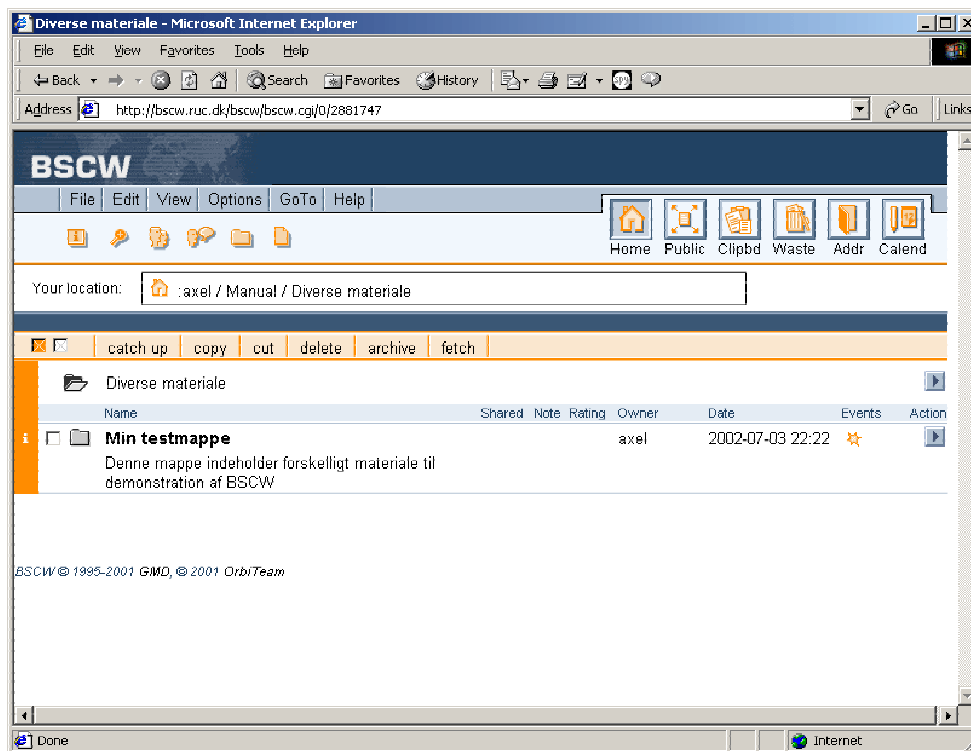 Diverse materiale - Microsoft Internet Explorer
File Edit View Favorites Tools Help
Back Search Favorites History
Address http://bscw.ruc.dk/bscw/bscw.cgi/0/2881747 Go Links
BSCW
File Edit View Options GoTo Help
Home Public Clipbd Waste Addr Calend
Your location: :axel / Manual / Diverse materiale
catch up copy cut delete archive fetch
Diverse materiale
Name Shared Note Rating Owner Date Events Action
Min testmappe axel 2002-07-03 22:22
Denne mappe indeholder forskelligt materiale til
demonstration af BSCW
BSCW © 1995-2001 GMD, © 2001 OrbiTeam
Done Internet